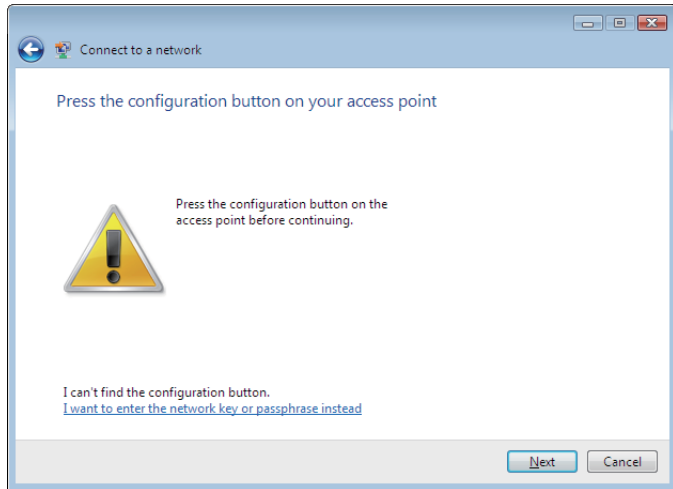 Connect to a network
Press the configuration button on your access point
Press the configuration button on the
access point before continuing.
I can't find the configuration button.
I want to enter the network key or passphrase instead
Next
Cancel